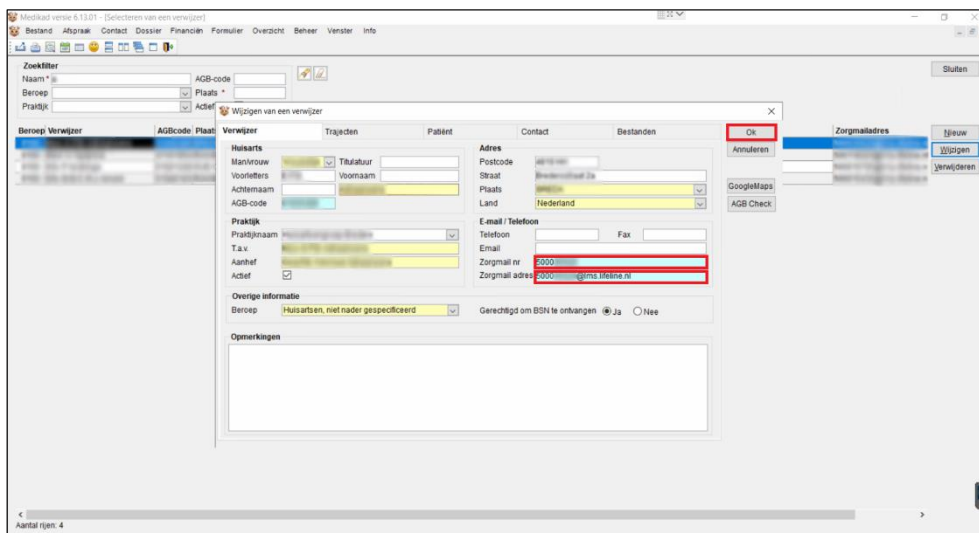 Medikad versie 6.13.01 - [Selecteren van een verwijzer]
Bestand Afspraak Contact Dossier Financiën Formulier Overzicht Beheer Venster Info
Zoekfilter
Naam *
AGB-code
Beroep
Plaats *
Praktijk
Actief
Sluiten
Beroep Verwijzer AGBcode Plaats
Zorgmailadres
Nieuw
Wijzigen
Verwijderen
Wijzigen van een verwijzer
Verwijzer Trajecten Patiënt Contact Bestanden
Ok
Annuleren
GoogleMaps
AGB Check
Huisarts
Man/vrouw
Titulatuur
Voorletters
Voornaam
Achternaam
AGB-code
Adres
Postcode
Straat
Plaats
Land Nederland
Praktijk
Praktijknaam
T.a.v.
Aanhef
Actief
E-mail / Telefoon
Telefoon Fax
Email
Zorgmail nr 5000
Zorgmail adres 5000 @lms.lifeline.nl
Overige informatie
Beroep Huisartsen, niet nader gespecificeerd
Gerechtigd om BSN te ontvangen Ja Nee
Opmerkingen
Aantal rijen: 4